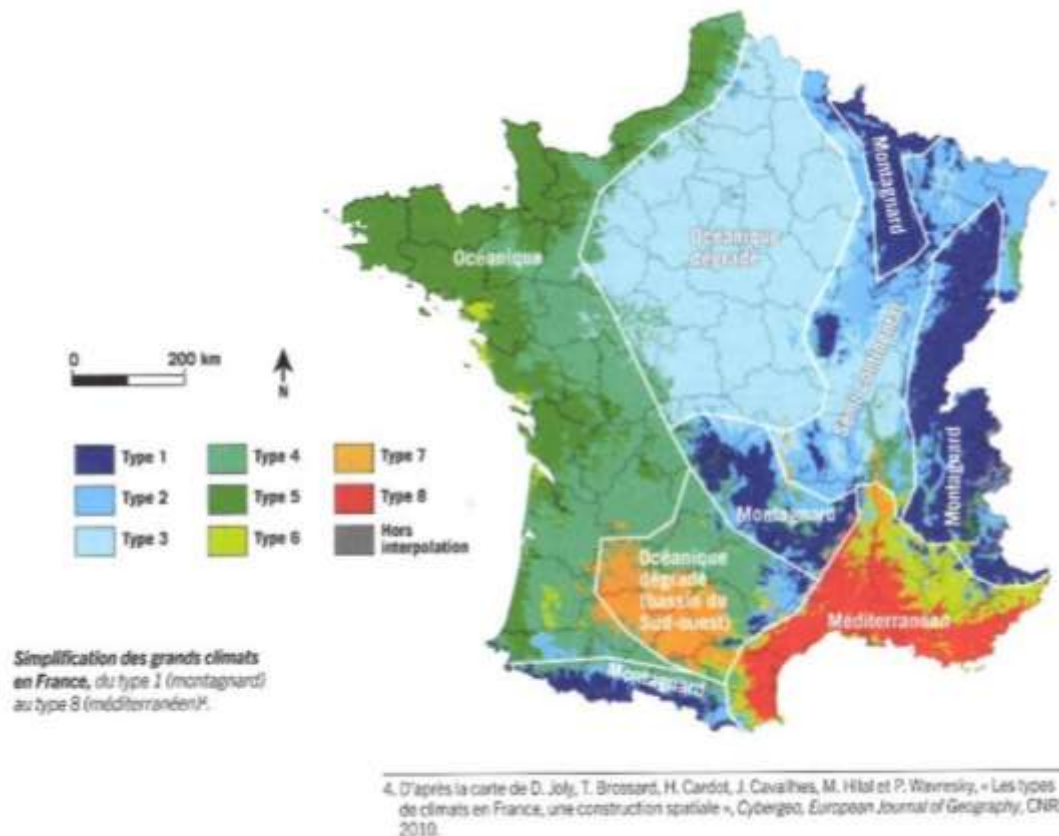 Montagnard
Océanique
Océanique
dégradé
Semi-continental
0 200 km
N
Type 1 Type 4 Type 7
Type 2 Type 5 Type 8
Type 3 Type 6 Hors
interpolation
Montagnard
Montagnard
Océanique
dégradé
(bassin du
Sud-ouest)
Méditerranéen
Montagnard
Simplification des grands climats
en France, du type 1 (montagnard)
au type 8 (méditerranéen)⁴.
4. D'après la carte de D. Joly, T. Brossard, H. Cardot, J. Cavailhes, M. Hilal et P. Wavresky, « Les types
de climats en France, une construction spatiale », Cybergeo, European Journal of Geography, CNR
2010.